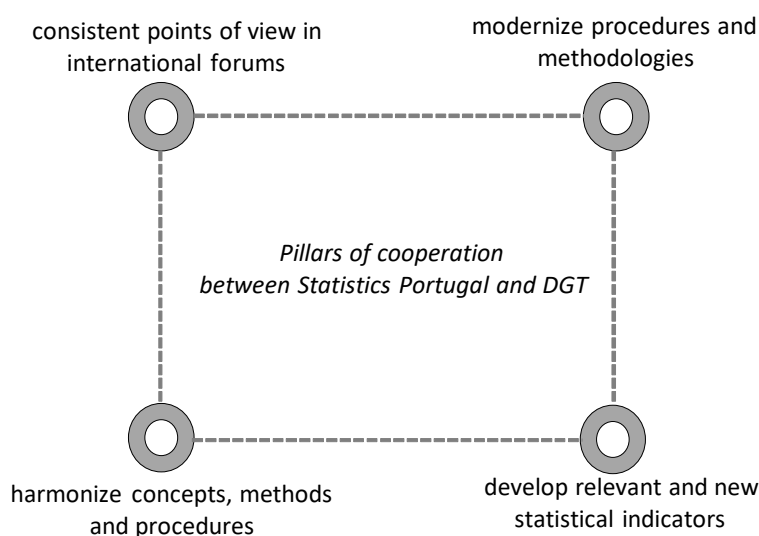 consistent points of view in
international forums
modernize procedures and
methodologies
Pillars of cooperation
between Statistics Portugal and DGT
harmonize concepts, methods
and procedures
develop relevant and new
statistical indicators